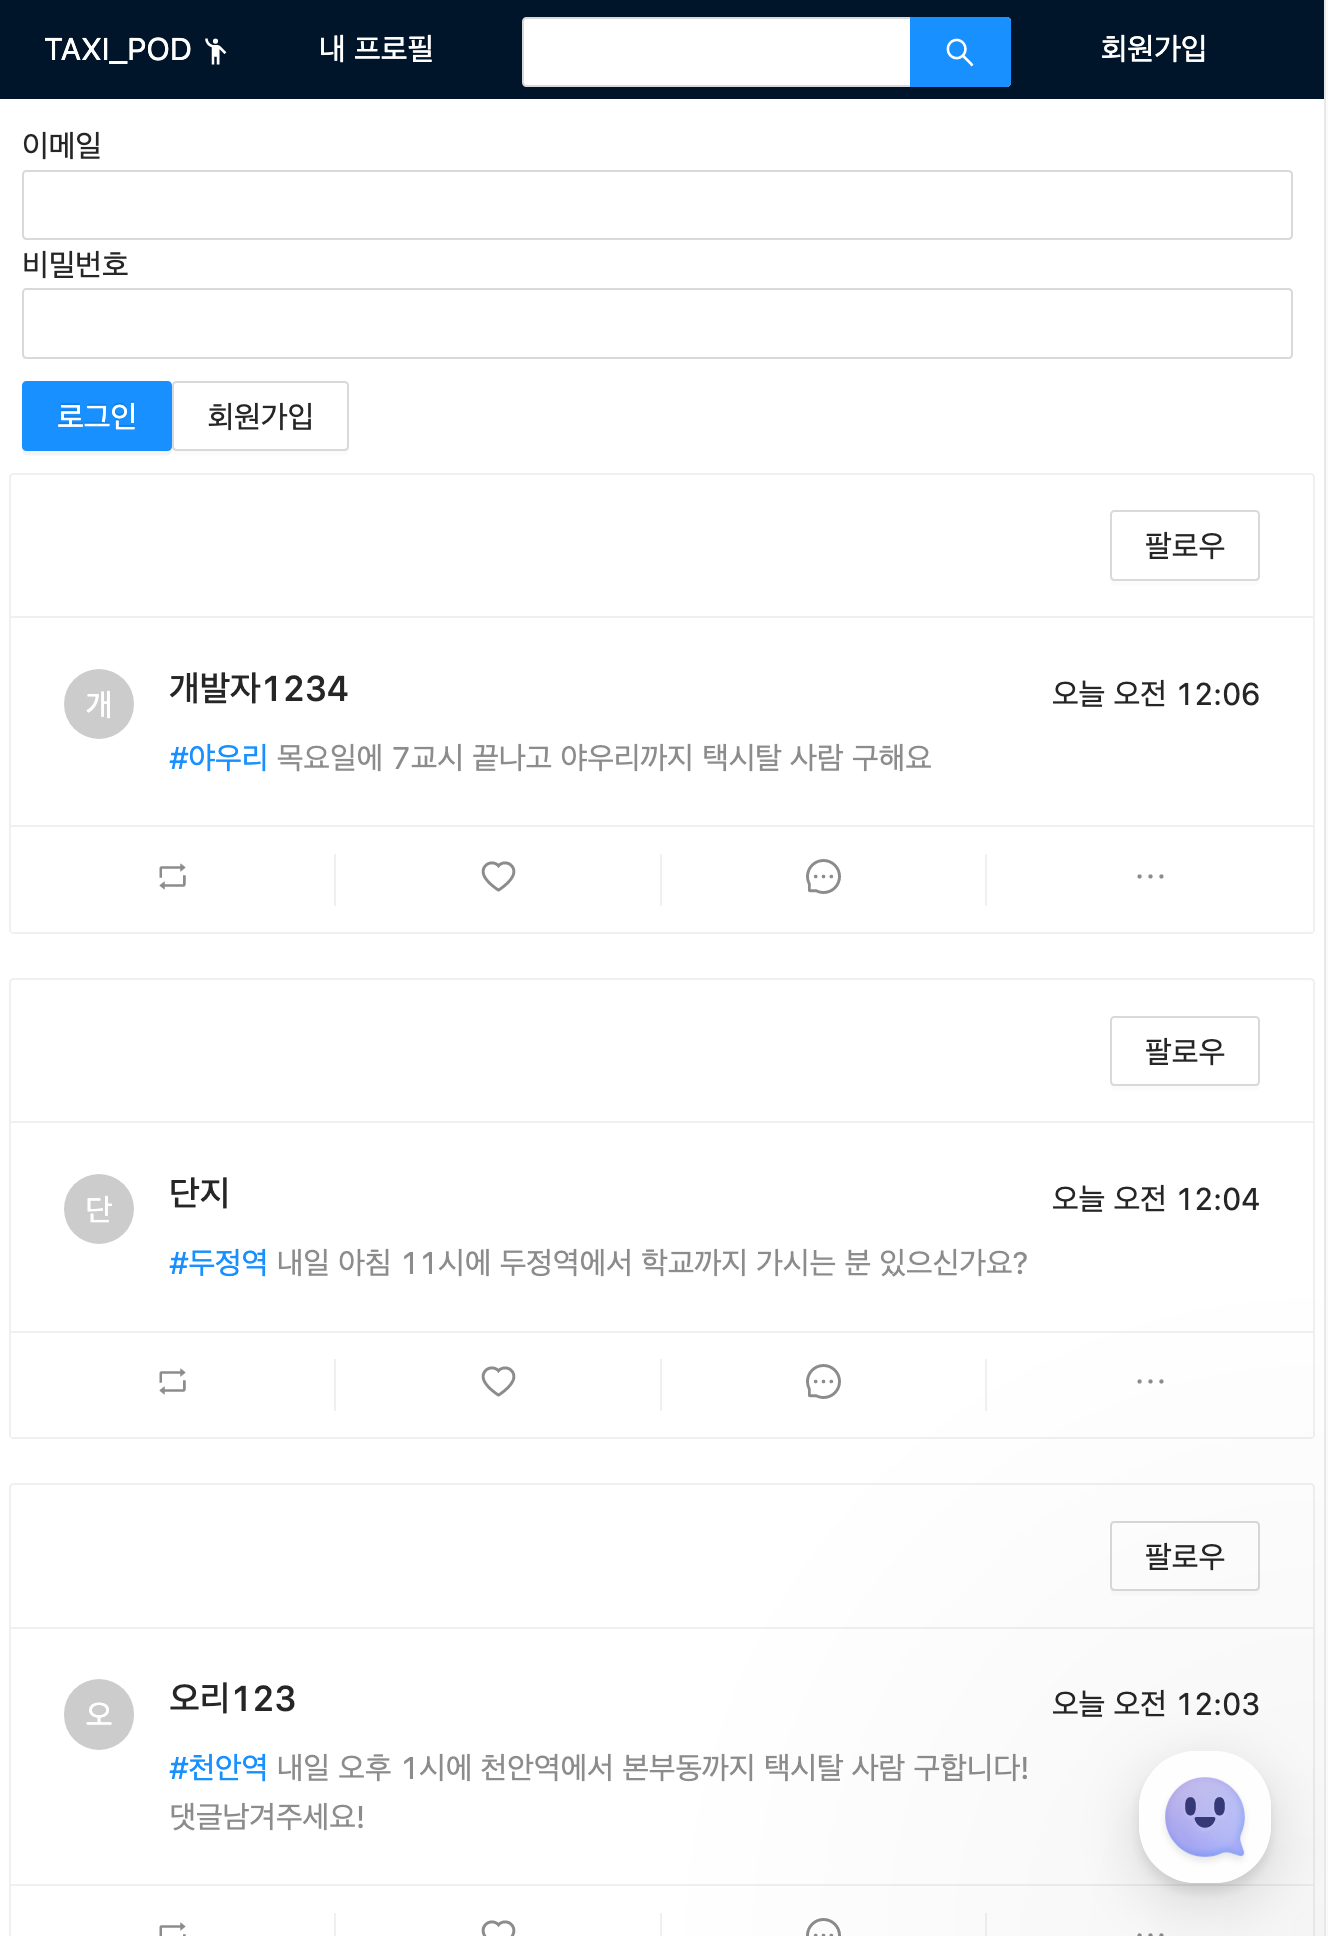 TAXI_POD
내 프로필
회원가입
이메일
비밀번호
로그인
회원가입
팔로우
개
개발자1234
오늘 오전 12:06
#야우리 목요일에 7교시 끝나고 야우리까지 택시탈 사람 구해요
팔로우
단
단지
오늘 오전 12:04
#두정역 내일 아침 11시에 두정역에서 학교까지 가시는 분 있으신가요?
팔로우
오
오리123
오늘 오전 12:03
#천안역 내일 오후 1시에 천안역에서 본부동까지 택시탈 사람 구합니다!
댓글남겨주세요!